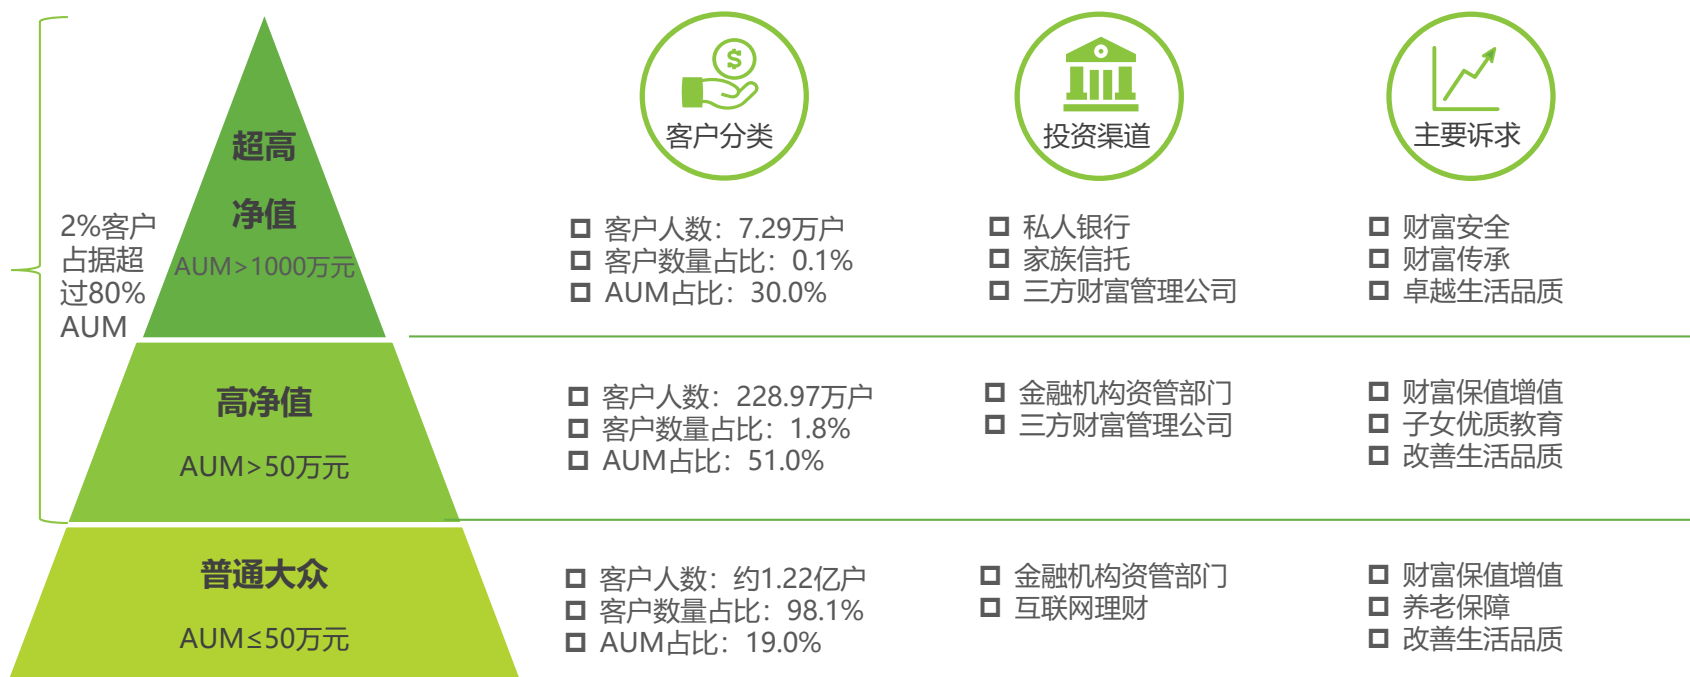 客户分类
投资渠道
主要诉求
2%客户
占据超
过80%
AUM
超高
净值
AUM>1000万元
客户人数：7.29万户
客户数量占比：0.1%
AUM占比：30.0%
私人银行
家族信托
三方财富管理公司
财富安全
财富传承
卓越生活品质
高净值
AUM>50万元
客户人数：228.97万户
客户数量占比：1.8%
AUM占比：51.0%
金融机构资管部门
三方财富管理公司
财富保值增值
子女优质教育
改善生活品质
普通大众
AUM≤50万元
客户人数：约1.22亿户
客户数量占比：98.1%
AUM占比：19.0%
金融机构资管部门
互联网理财
财富保值增值
养老保障
改善生活品质